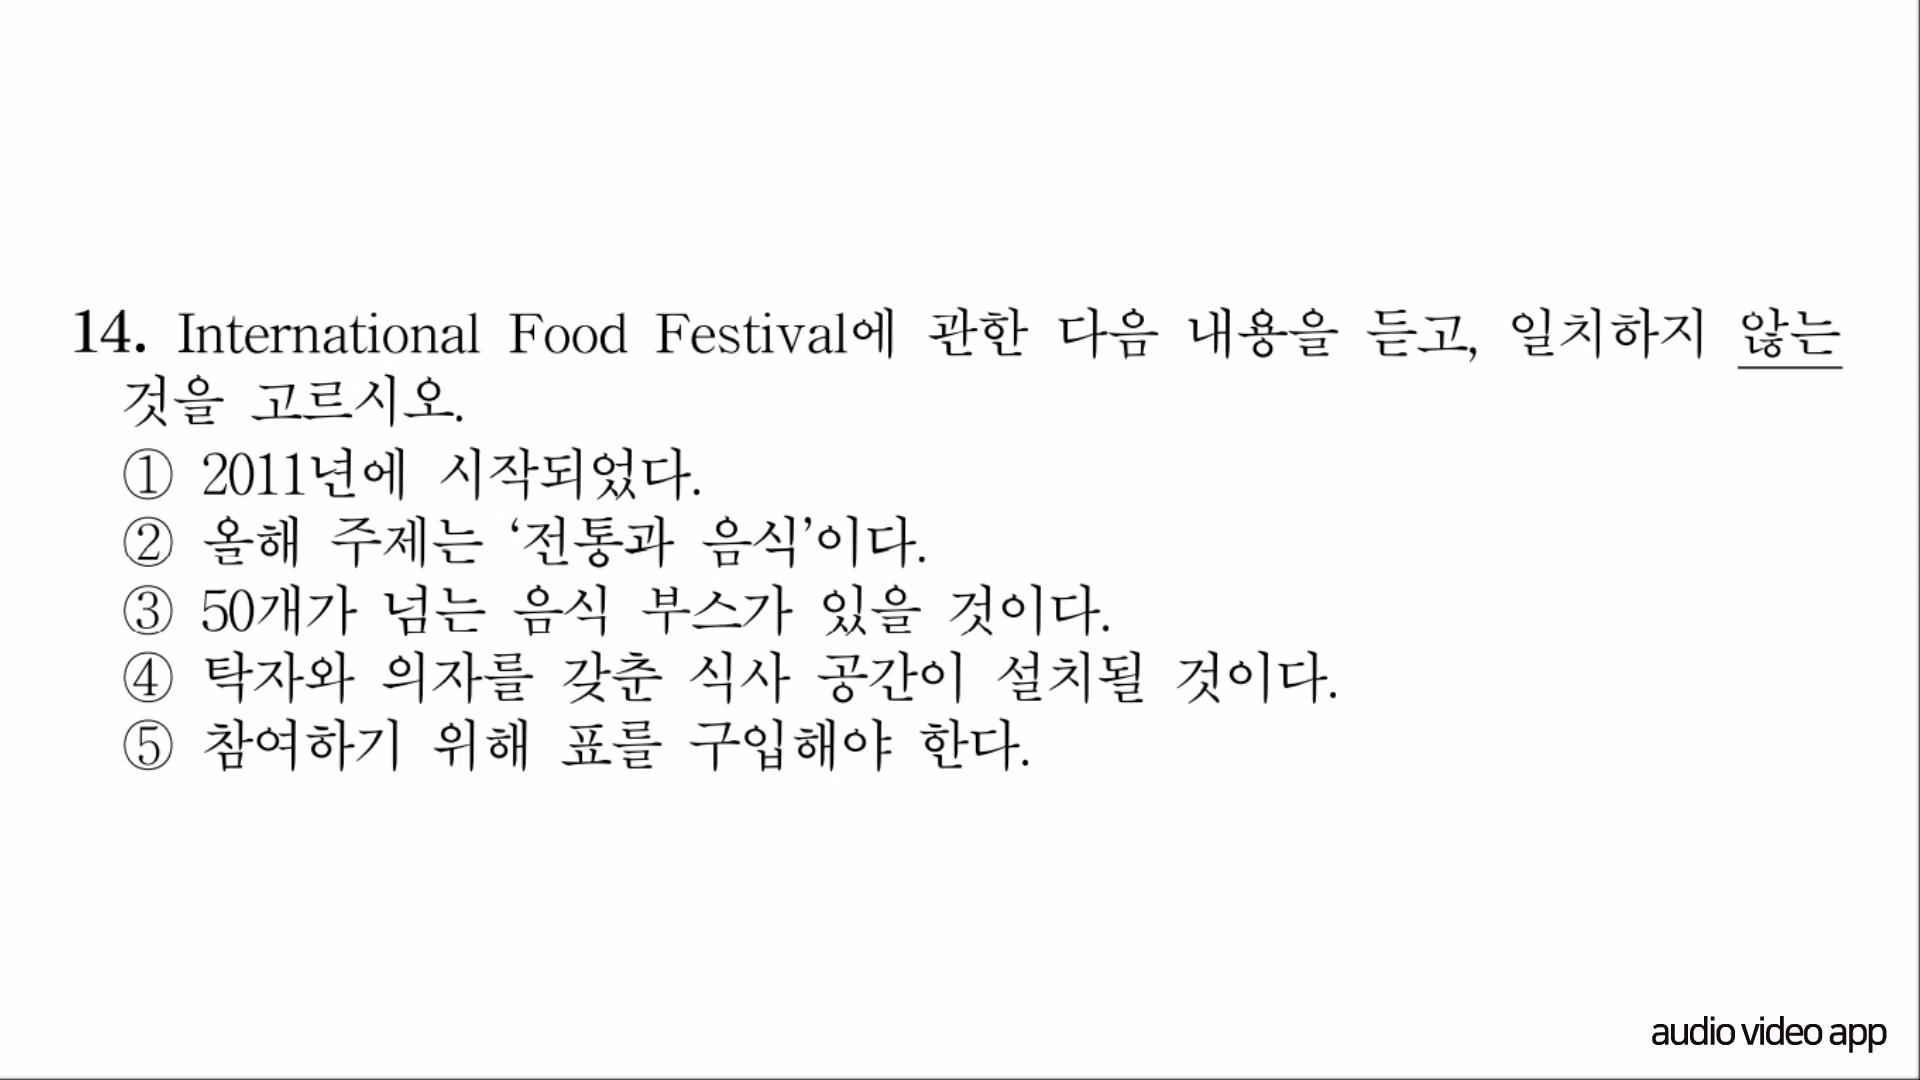 14. International Food Festival에 관한 다음 내용을 듣고, 일치하지 않는
것을 고르시오.
① 2011년에 시작되었다.
② 올해 주제는 ‘전통과 음식’이다.
③ 50개가 넘는 음식 부스가 있을 것이다.
④ 탁자와 의자를 갖춘 식사 공간이 설치될 것이다.
⑤ 참여하기 위해 표를 구입해야 한다.
audio video app